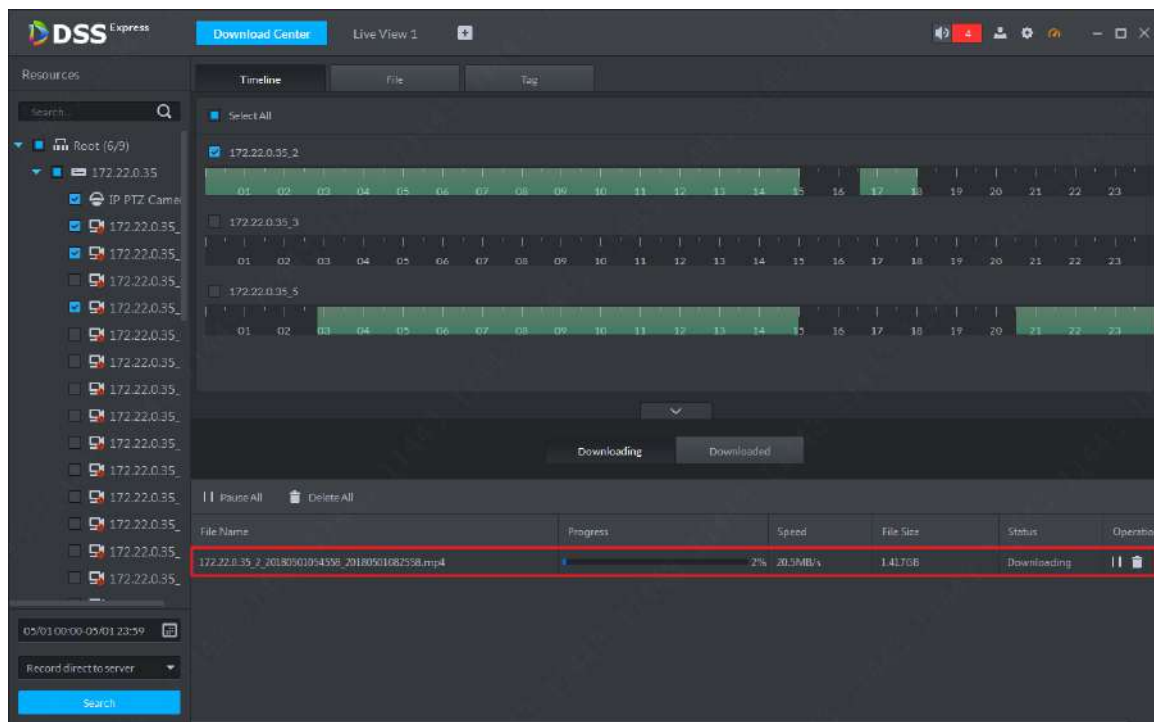 DSS Express
Download Center
Live View 1
4
Resources
Timeline
File
Tag
Search...
Select All
Root (6/9)
172.22.0.35_2
172.22.0.35
01 02 03 04 05 06 07 08 09 10 11 12 13 14 15 16 17 18 19 20 21 22 23
IP PTZ Came
172.22.0.35_3
172.22.0.35_
01 02 03 04 05 06 07 08 09 10 11 12 13 14 15 16 17 18 19 20 21 22 23
172.22.0.35_
172.22.0.35_
172.22.0.35_5
172.22.0.35_
01 02 03 04 05 06 07 08 09 10 11 12 13 14 15 16 17 18 19 20 21 22 23
172.22.0.35_
172.22.0.35_
172.22.0.35_
172.22.0.35_
172.22.0.35_
172.22.0.35_
172.22.0.35_
172.22.0.35_
172.22.0.35_
172.22.0.35_
Downloading
Downloaded
Pause All
Delete All
File Name Progress Speed File Size Status Operatio
172.22.0.35_2_20180501054558_20180501082558.mp4 2% 20.5MB/s 1.417GB Downloading
05/01 00:00-05/01 23:59
Record direct to server
Search